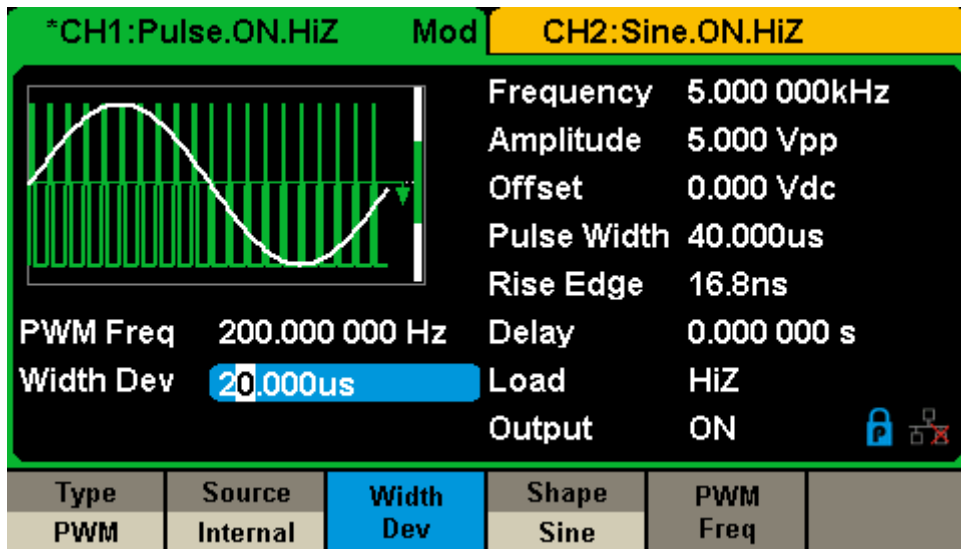 *CH1:Pulse.ON.HiZ Mod
CH2:Sine.ON.HiZ
Frequency 5.000 000kHz
Amplitude 5.000 Vpp
Offset 0.000 Vdc
Pulse Width 40.000us
Rise Edge 16.8ns
PWM Freq 200.000 000 Hz
Delay 0.000 000 s
Width Dev 20.000us
Load HiZ
Output ON
P
Type
PWM
Source
Internal
Width
Dev
Shape
Sine
PWM
Freq